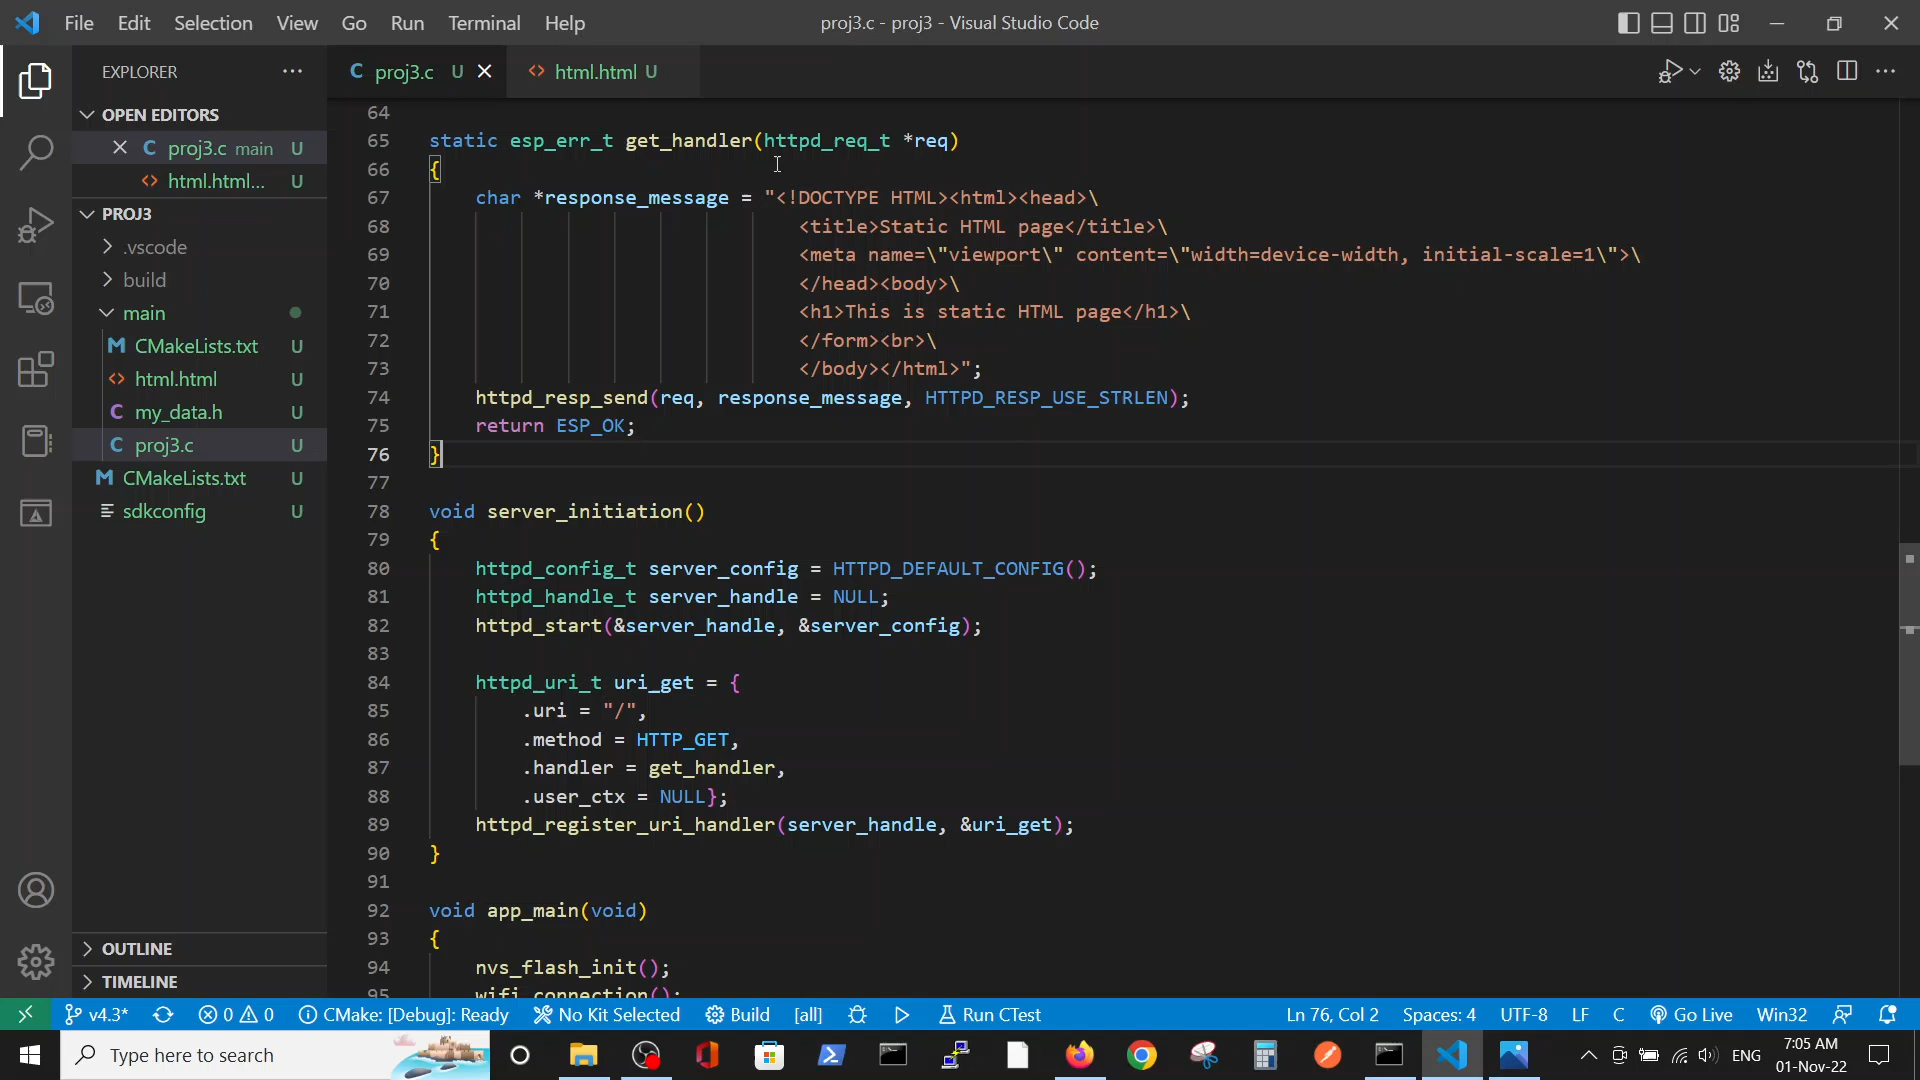 File Edit Selection View Go Run Terminal Help
proj3.c - proj3 - Visual Studio Code
EXPLORER
OPEN EDITORS
proj3.c main U
html.html... U
PROJ3
.vscode
build
main
CMakeLists.txt U
html.html U
my_data.h U
proj3.c U
CMakeLists.txt U
sdkconfig U
OUTLINE
TIMELINE
C proj3.c U
html.html U
64
65 static esp_err_t get_handler(httpd_req_t *req)
66 {
67 char *response_message = "<!DOCTYPE HTML><html><head>\
68 <title>Static HTML page</title>\
69 <meta name=\"viewport\" content=\"width=device-width, initial-scale=1\">\
70 </head><body>\
71 <h1>This is static HTML page</h1>\
72 </form><br>\
73 </body></html>";
74 httpd_resp_send(req, response_message, HTTPD_RESP_USE_STRLEN);
75 return ESP_OK;
76 }
77
78 void server_initiation()
79 {
80 httpd_config_t server_config = HTTPD_DEFAULT_CONFIG();
81 httpd_handle_t server_handle = NULL;
82 httpd_start(&server_handle, &server_config);
83
84 httpd_uri_t uri_get = {
85 .uri = "/",
86 .method = HTTP_GET,
87 .handler = get_handler,
88 .user_ctx = NULL};
89 httpd_register_uri_handler(server_handle, &uri_get);
90 }
91
92 void app_main(void)
93 {
94 nvs_flash_init();
95 wifi_connection();
v4.3* 0 0 CMake: [Debug]: Ready No Kit Selected Build [all] Run CTest Ln 76, Col 2 Spaces: 4 UTF-8 LF C Go Live Win32
Type here to search
ENG
7:05 AM
01-Nov-22